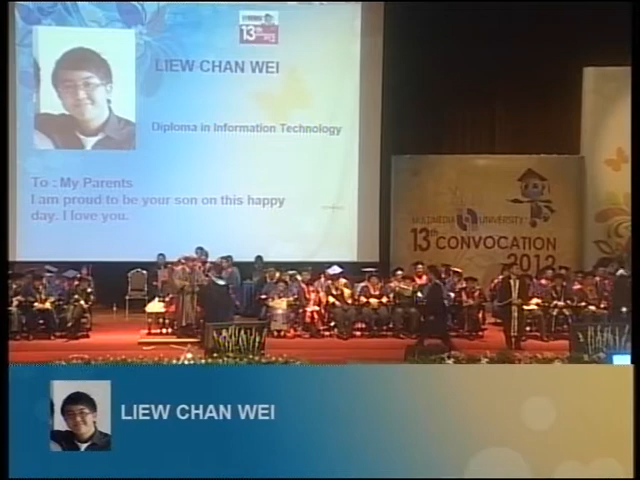 13th
LIEW CHAN WEI
Diploma in Information Technology
To : My Parents
I am proud to be your son on this happy
day. I love you.
MULTIMEDIA UNIVERSITY
13th CONVOCATION
2012
LIEW CHAN WEI